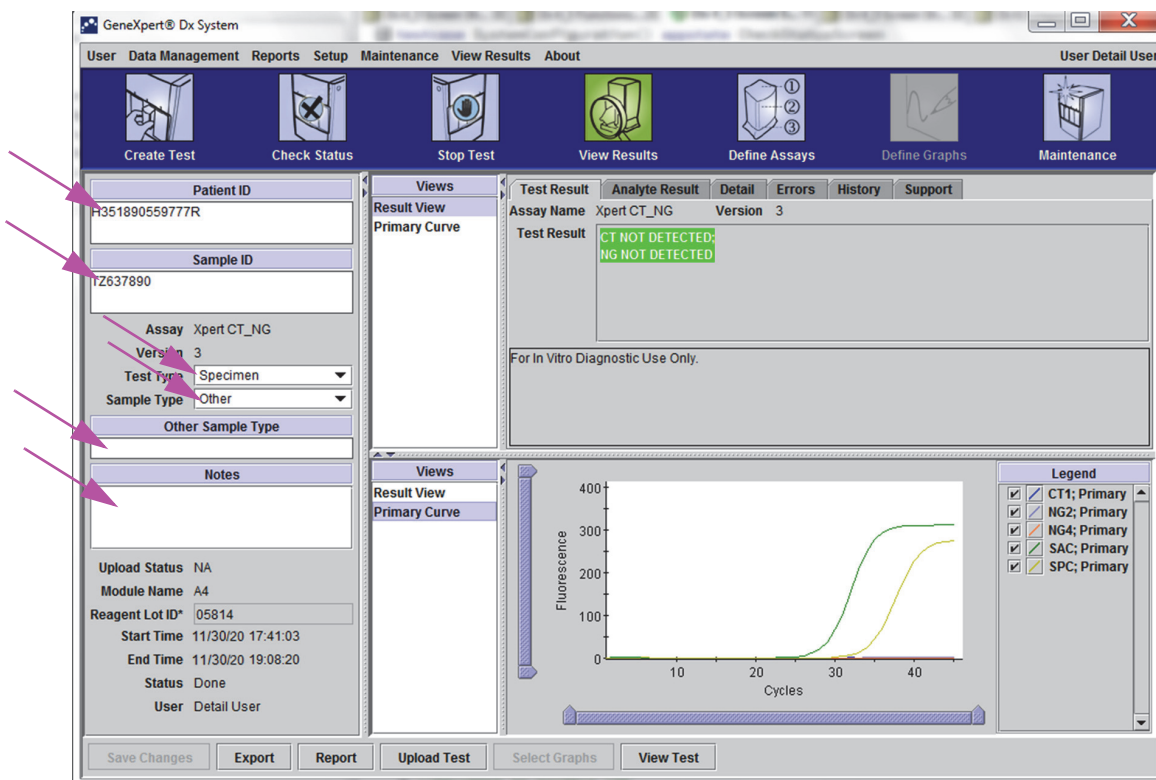 GeneXpert® Dx System
User Data Management Reports Setup Maintenance View Results About User Detail User
Create Test Check Status Stop Test View Results Define Assays Define Graphs Maintenance
Patient ID
H351890559777R
Sample ID
TZ637890
Assay Xpert CT_NG
Version 3
Test Type Specimen
Sample Type Other
Other Sample Type
Notes
Upload Status NA
Module Name A4
Reagent Lot ID* 05814
Start Time 11/30/20 17:41:03
End Time 11/30/20 19:08:20
Status Done
User Detail User
Views
Result View
Primary Curve
Test Result Analyte Result Detail Errors History Support
Assay Name Xpert CT_NG Version 3
Test Result CT NOT DETECTED;
NG NOT DETECTED
For In Vitro Diagnostic Use Only.
Views
Result View
Primary Curve
Fluorescence
400
300
200
100
0
10 20 30 40
Cycles
Legend
CT1; Primary
NG2; Primary
NG4; Primary
SAC; Primary
SPC; Primary
Save Changes Export Report Upload Test Select Graphs View Test